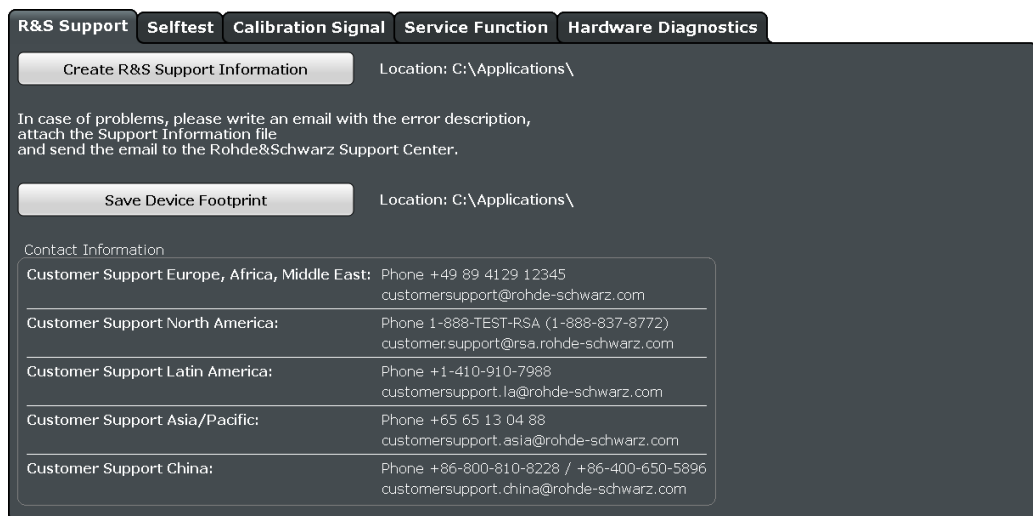 R&S Support Selftest Calibration Signal Service Function Hardware Diagnostics
Create R&S Support Information Location: C:\Applications\
In case of problems, please write an email with the error description,
attach the Support Information file
and send the email to the Rohde&Schwarz Support Center.
Save Device Footprint Location: C:\Applications\
Contact Information
Customer Support Europe, Africa, Middle East: Phone +49 89 4129 12345
customersupport@rohde-schwarz.com
Customer Support North America: Phone 1-888-TEST-RSA (1-888-837-8772)
customer.support@rsa.rohde-schwarz.com
Customer Support Latin America: Phone +1-410-910-7988
customersupport.la@rohde-schwarz.com
Customer Support Asia/Pacific: Phone +65 65 13 04 88
customersupport.asia@rohde-schwarz.com
Customer Support China: Phone +86-800-810-8228 / +86-400-650-5896
customersupport.china@rohde-schwarz.com